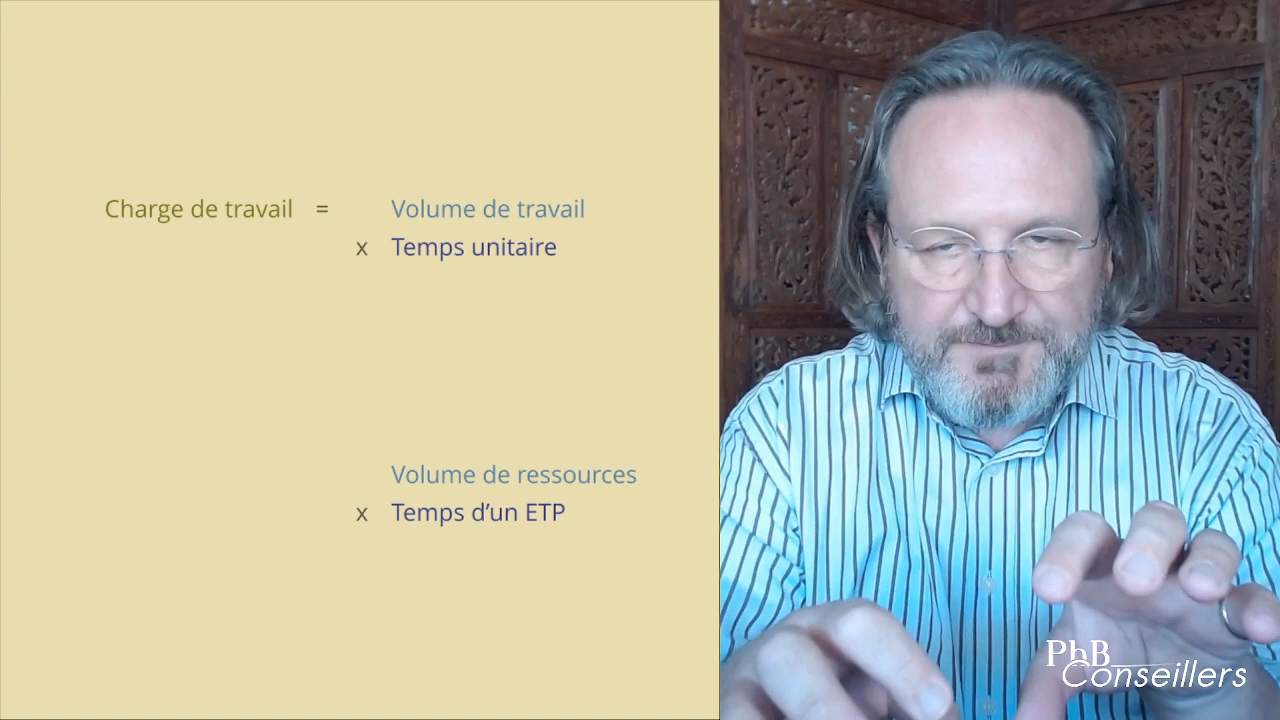 Charge de travail = Volume de travail
x Temps unitaire
Volume de ressources
x Temps d’un ETP
PhB
Conseillers